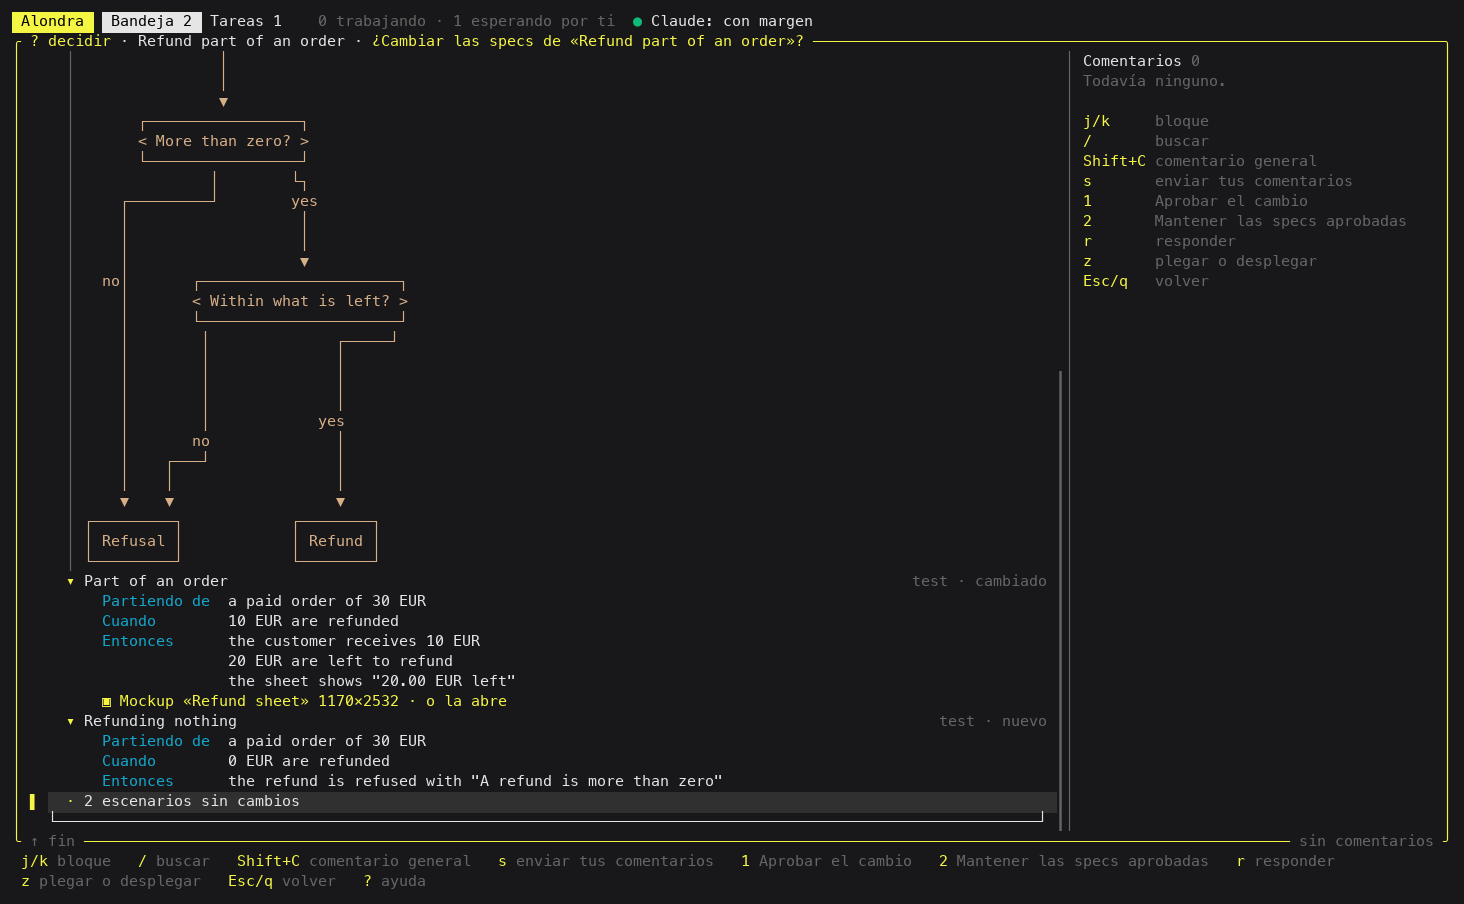 Alondra  Bandeja 2  Tareas 1    0 trabajando · 1 esperando por ti  ● Claude: con margen
? decidir · Refund part of an order · ¿Cambiar las specs de «Refund part of an order»?
Comentarios 0
Todavía ninguno.
▼
< More than zero? >
j/k bloque
/ buscar
Shift+C comentario general
s enviar tus comentarios
1 Aprobar el cambio
2 Mantener las specs aprobadas
r responder
z plegar o desplegar
Esc/q volver
yes
▼
no
< Within what is left? >
yes
no
▼ ▼ ▼
Refusal Refund
▾ Part of an order test · cambiado
Partiendo de a paid order of 30 EUR
Cuando 10 EUR are refunded
Entonces the customer receives 10 EUR
20 EUR are left to refund
the sheet shows "20.00 EUR left"
▣ Mockup «Refund sheet» 1170×2532 · o la abre
▾ Refunding nothing test · nuevo
Partiendo de a paid order of 30 EUR
Cuando 0 EUR are refunded
Entonces the refund is refused with "A refund is more than zero"
· 2 escenarios sin cambios
↑ fin sin comentarios
j/k bloque / buscar Shift+C comentario general s enviar tus comentarios 1 Aprobar el cambio 2 Mantener las specs aprobadas r responder
z plegar o desplegar Esc/q volver ? ayuda